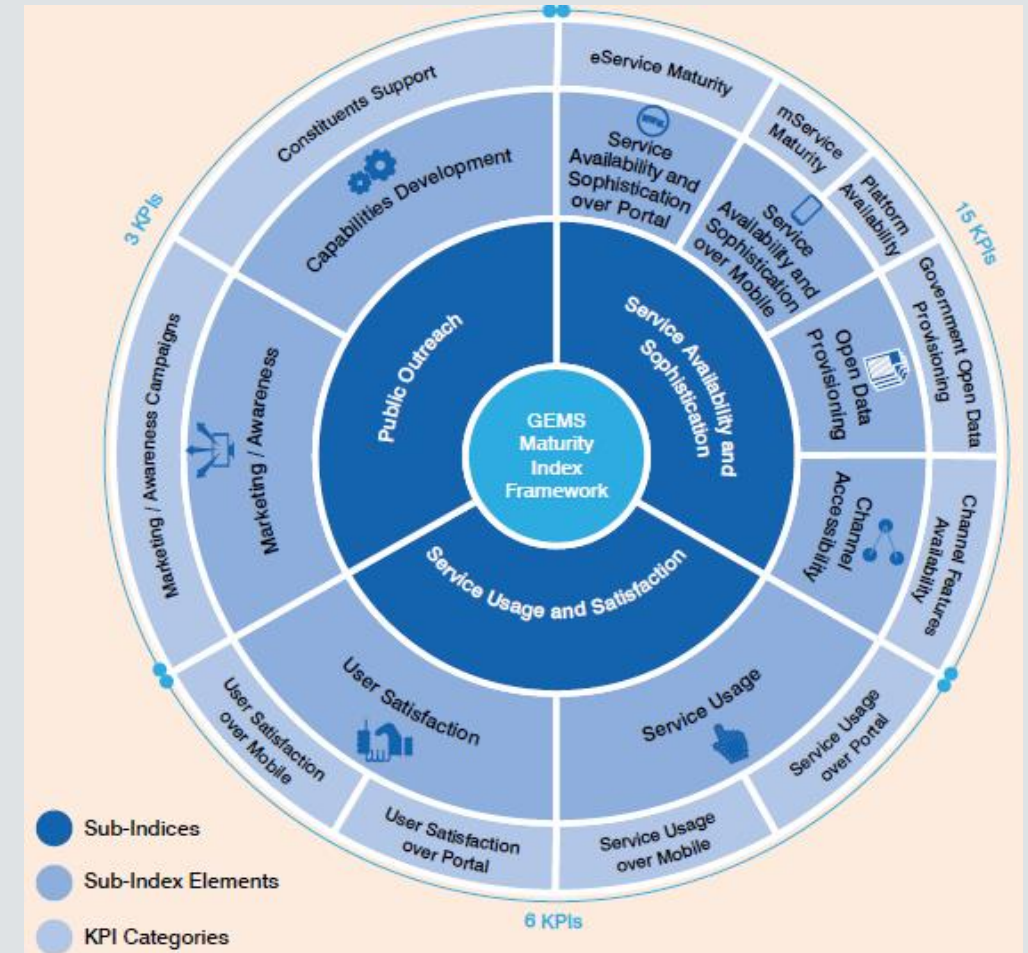 GEMS
Maturity
Index
Framework
Public Outreach
Service Availability and
Sophistication
Service Usage and Satisfaction
Capabilities Development
WWW.
Service
Availability and
Sophistication
over Portal
Service
Availability and
Sophistication
over Mobile
Open Data
Provisioning
Channel
Accessibility
Service Usage
User Satisfaction
Marketing / Awareness
Constituents Support
eService Maturity
mService
Maturity
Platform
Availability
Government Open Data
Provisioning
Channel Features
Availability
Service Usage
over Portal
Service Usage
over Mobile
User Satisfaction
over Portal
User Satisfaction
over Mobile
Marketing / Awareness Campaigns
3 KPIs
15 KPIs
6 KPIs
Sub-Indices
Sub-Index Elements
KPI Categories